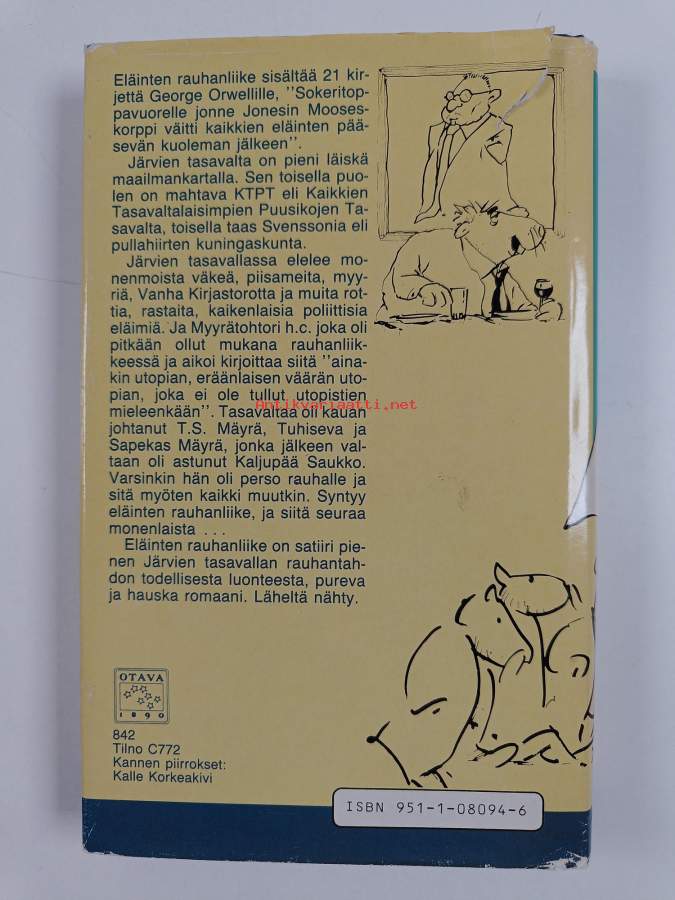 Eläinten rauhanliike sisältää 21 kir-
jettä George Orwellille, "Sokeritop-
pavuorelle jonne Jonesin Mooses-
korppi väitti kaikkien eläinten pää-
sevän kuoleman jälkeen".
Järvien tasavalta on pieni läiskä
maailmankartalla. Sen toisella puo-
len on mahtava KTPT eli Kaikkien
Tasavaltalaisimpien Puusikojen Ta-
savalta, toisella taas Svenssonia eli
pullahiirten kuningaskunta.
Järvien tasavallassa elelee mo-
nenmoista väkeä, piisameita, myy-
riä, Vanha Kirjastorotta ja muita rot-
tia, rastaita, kaikenlaisia poliittisia
eläimiä. Ja Myyrätohtori h.c. joka oli
pitkään ollut mukana rauhanliik-
keessä ja aikoi kirjoittaa siitä "aina-
kin utopian, eräänlaisen väärän uto-
pian, joka ei ole tullut utopistien
mieleenkään". Tasavaltaa oli kauan
johtanut T.S. Mäyrä, Tuhiseva ja
Sapekas Mäyrä, jonka jälkeen val-
taan oli astunut Kaljupää Saukko.
Varsinkin hän oli perso rauhalle ja
sitä myöten kaikki muutkin. Syntyy
eläinten rauhanliike, ja siitä seuraa
monenlaista ...
Eläinten rauhanliike on satiiri pie-
nen Järvien tasavallan rauhantah-
don todellisesta luonteesta, pureva
ja hauska romaani. Läheltä nähty.
Antikvariaatti.net
OTAVA
1890
842
Tilno C772
Kannen piirrokset:
Kalle Korkeakivi
ISBN 951-1-08094-6